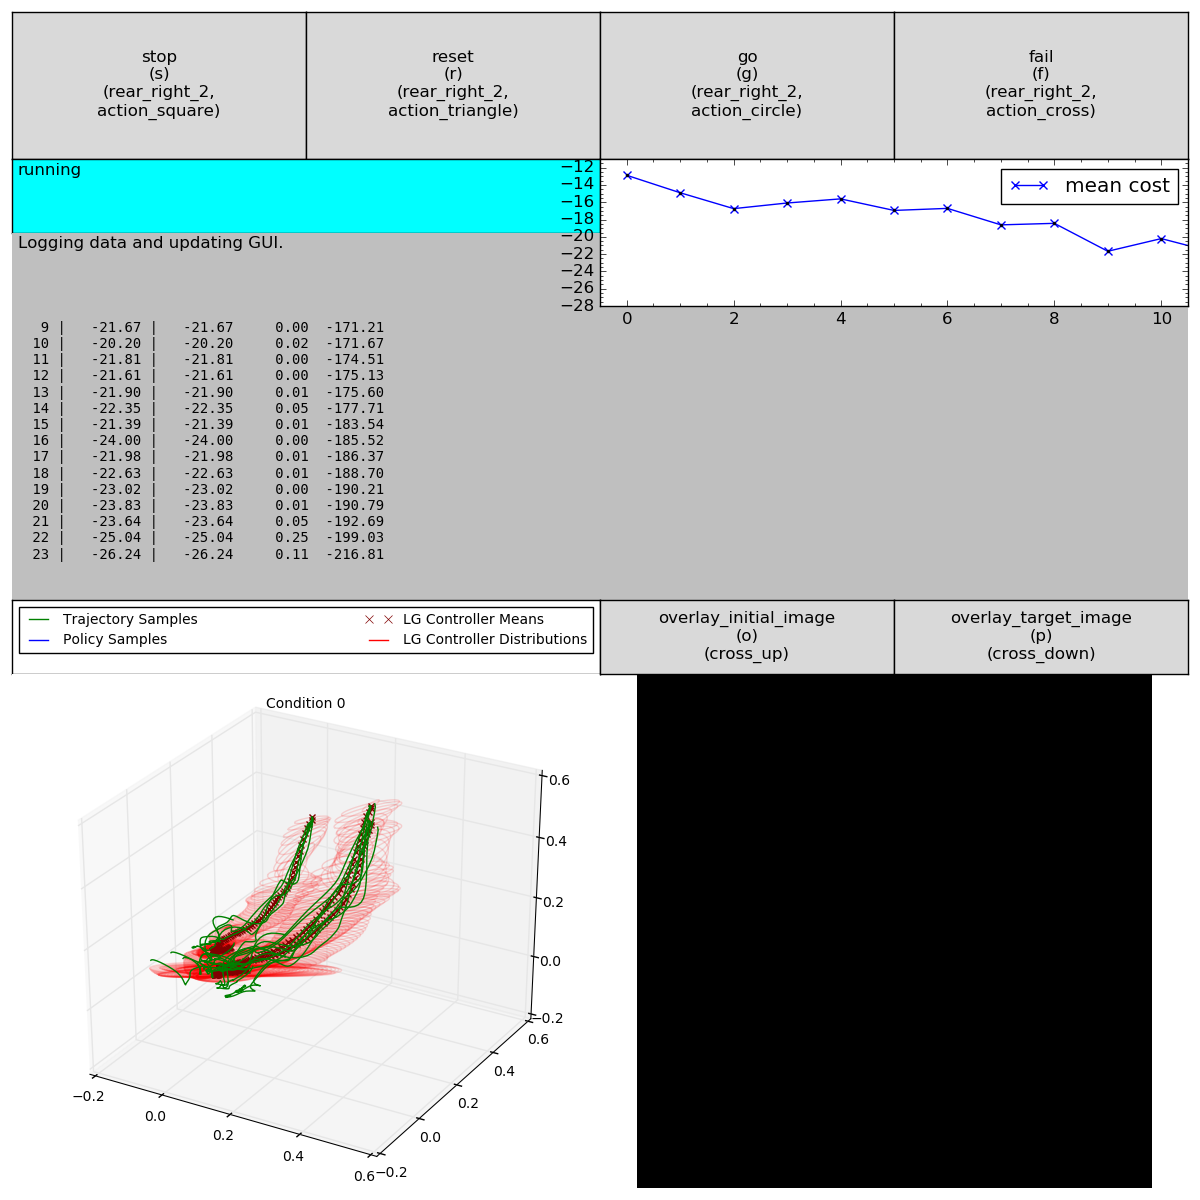 stop
(s)
(rear_right_2,
action_square)
reset
(r)
(rear_right_2,
action_triangle)
go
(g)
(rear_right_2,
action_circle)
fail
(f)
(rear_right_2,
action_cross)
running
Logging data and updating GUI.
−12
−14
−16
−18
−20
−22
−24
−26
−28
mean cost
0 2 4 6 8 10
9 | -21.67 | -21.67 0.00 -171.21
10 | -20.20 | -20.20 0.02 -171.67
11 | -21.81 | -21.81 0.00 -174.51
12 | -21.61 | -21.61 0.00 -175.13
13 | -21.90 | -21.90 0.01 -175.60
14 | -22.35 | -22.35 0.05 -177.71
15 | -21.39 | -21.39 0.01 -183.54
16 | -24.00 | -24.00 0.00 -185.52
17 | -21.98 | -21.98 0.01 -186.37
18 | -22.63 | -22.63 0.01 -188.70
19 | -23.02 | -23.02 0.00 -190.21
20 | -23.83 | -23.83 0.01 -190.79
21 | -23.64 | -23.64 0.05 -192.69
22 | -25.04 | -25.04 0.25 -199.03
23 | -26.24 | -26.24 0.11 -216.81
Trajectory Samples
Policy Samples
LG Controller Means
LG Controller Distributions
overlay_initial_image
(o)
(cross_up)
overlay_target_image
(p)
(cross_down)
Condition 0
0.6
0.4
0.2
0.0
−0.2
0.6
0.4
0.2
0.0
−0.2
−0.2
0.0
0.2
0.4
0.6